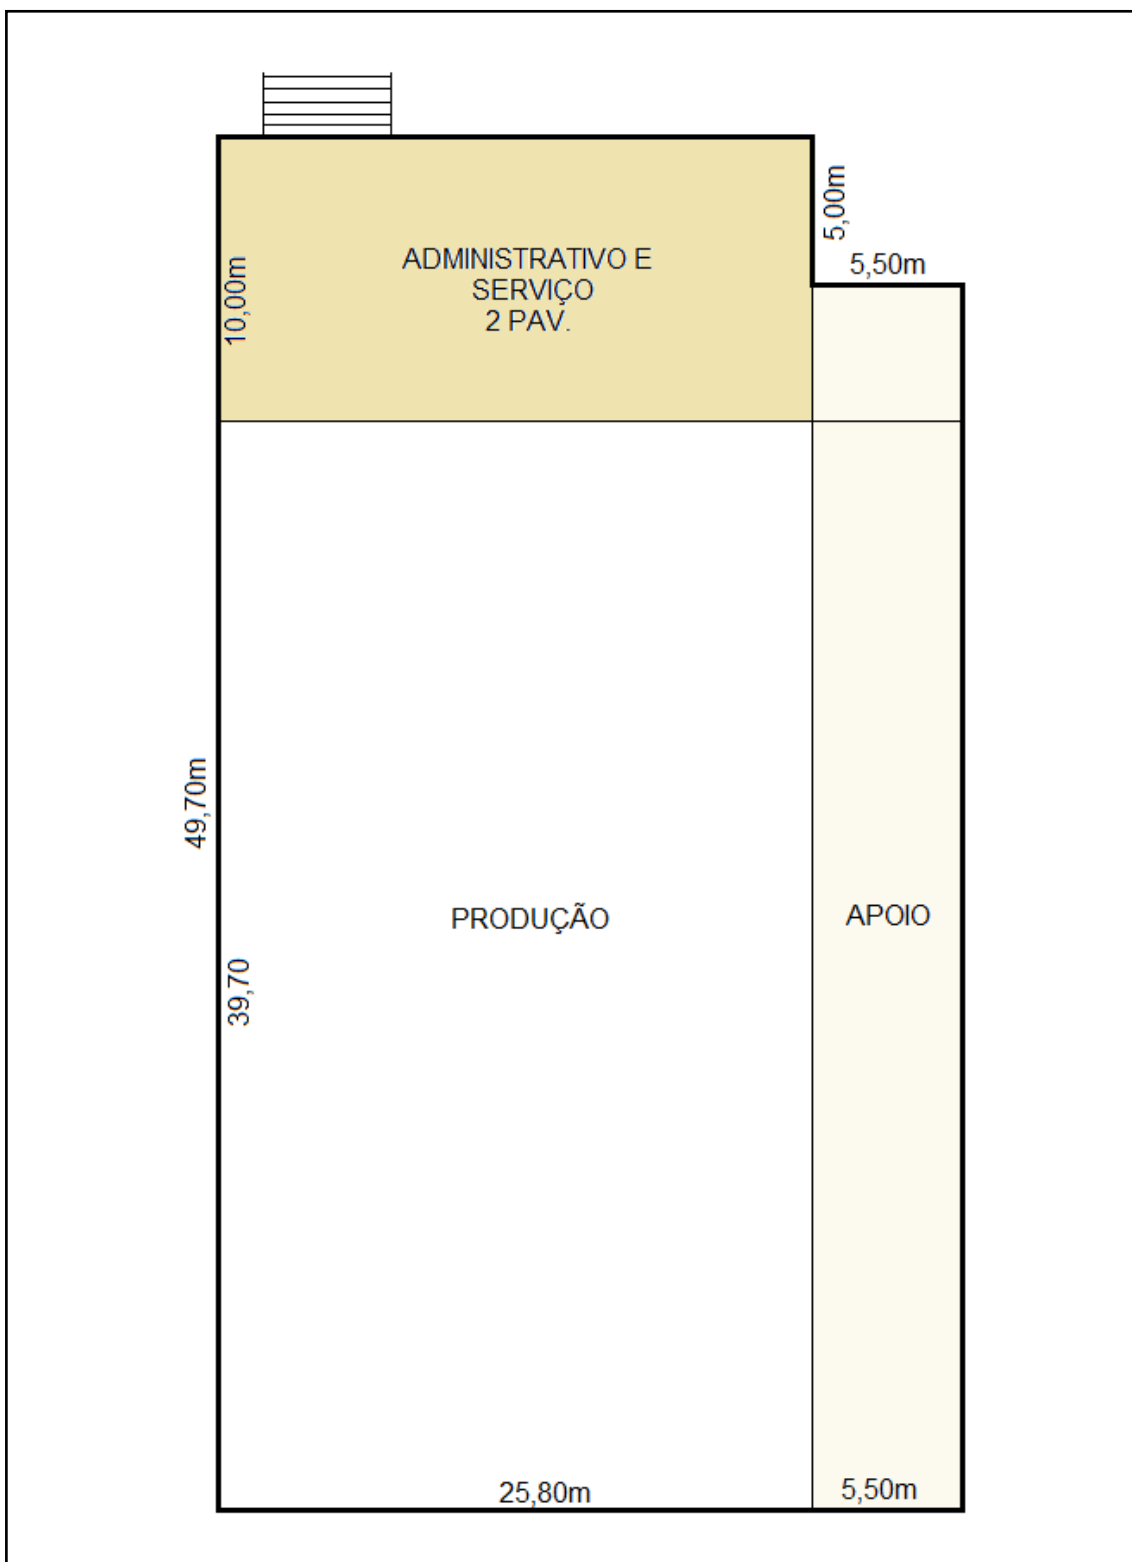 5,00m
5,50m
ADMINISTRATIVO E
SERVIÇO
2 PAV.
10,00m
49,70m
PRODUÇÃO
APOIO
39,70
25,80m
5,50m